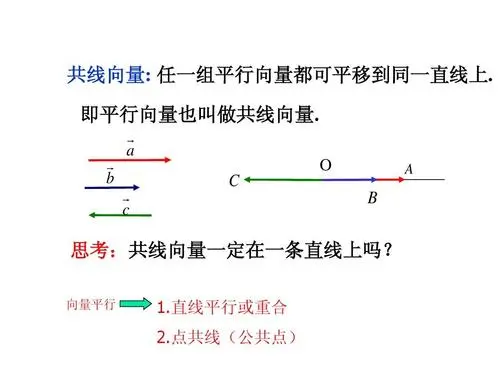 共线向量: 任一组平行向量都可平移到同一直线上.
即平行向量也叫做共线向量.
a
b
c
C
O
B
A
思考：共线向量一定在一条直线上吗？
向量平行
1.直线平行或重合
2.点共线（公共点）